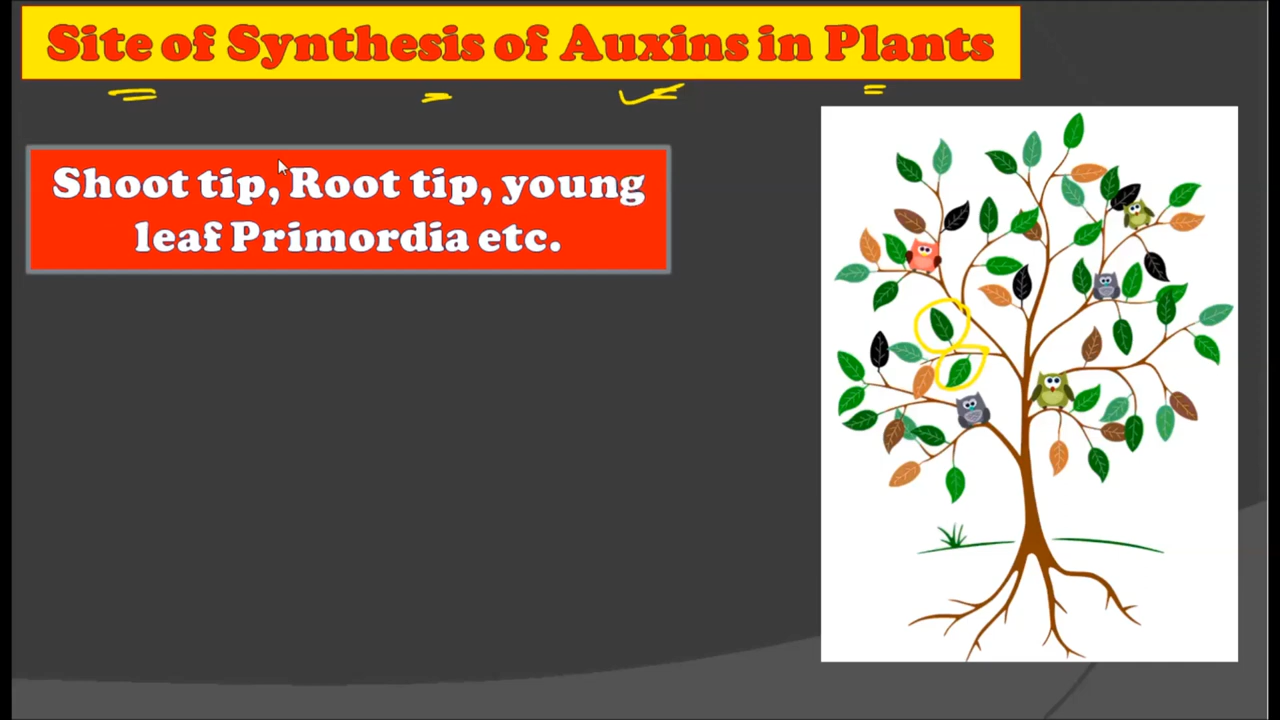 Site of Synthesis of Auxins in Plants
Shoot tip, Root tip, young
leaf Primordia etc.